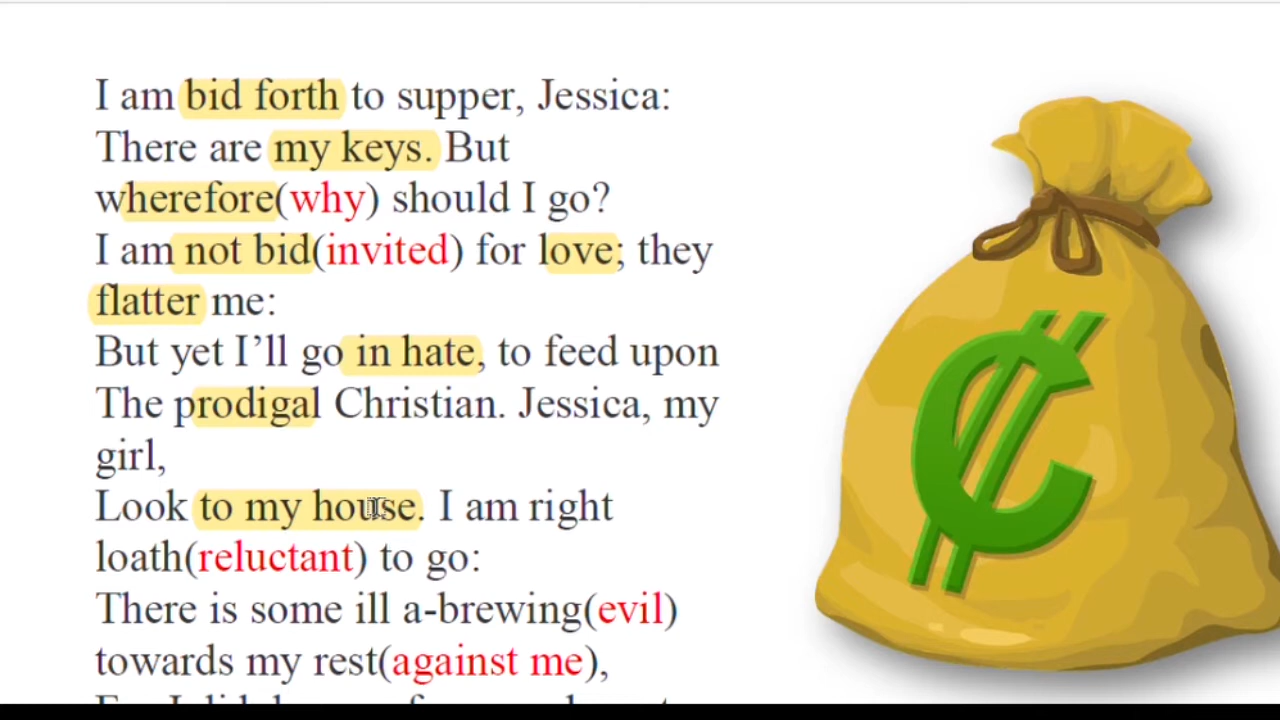 I am bid forth to supper, Jessica:
There are my keys. But
wherefore(why) should I go?
I am not bid(invited) for love; they
flatter me:
But yet I’ll go in hate, to feed upon
The prodigal Christian. Jessica, my
girl,
Look to my house. I am right
loath(reluctant) to go:
There is some ill a-brewing(evil)
towards my rest(against me),